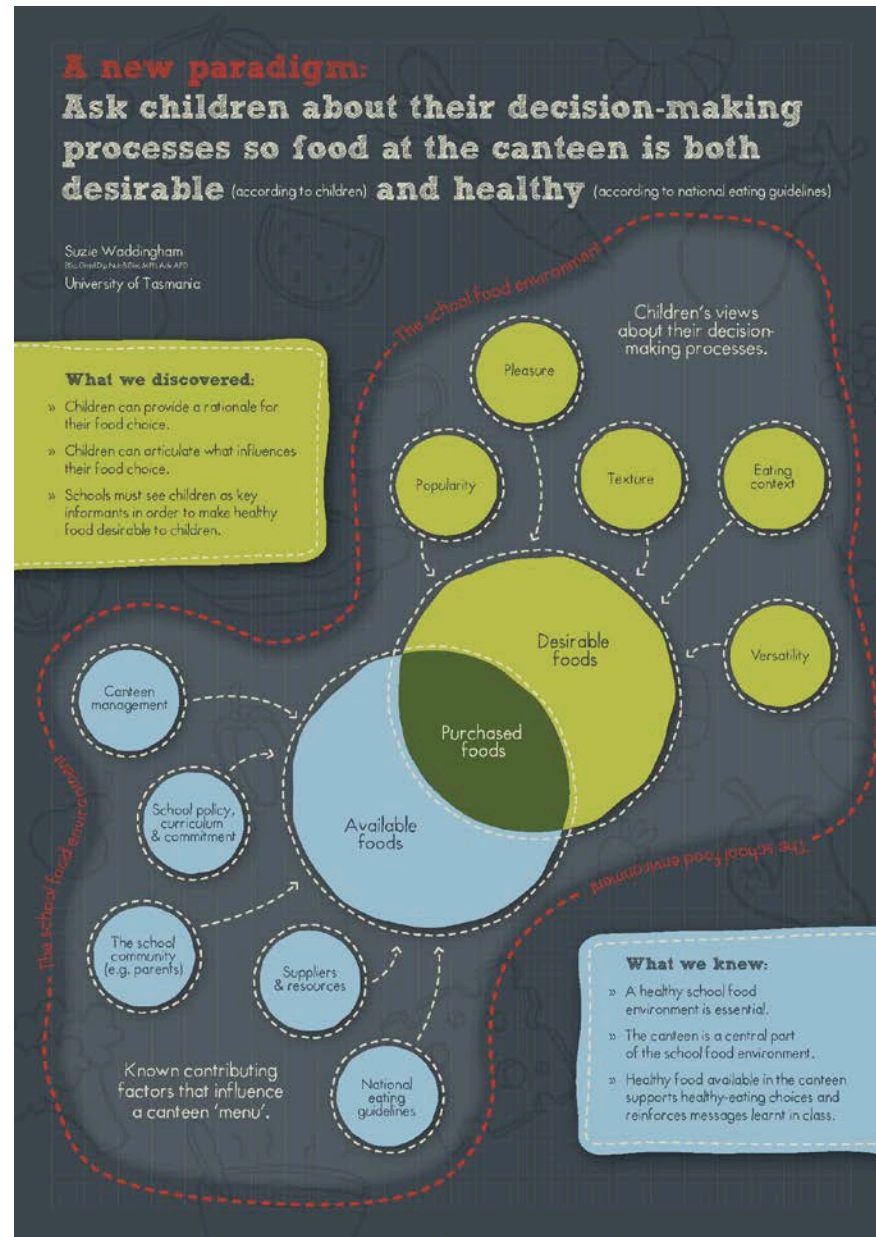 A new paradigm:
Ask children about their decision-making
processes so food at the canteen is both
desirable (according to children) and healthy (according to national eating guidelines)
Suzie Waddingham
University of Tasmania
The school food environment
Children's views
about their decision-
making processes.
What we discovered:
» Children can provide a rationale for
their food choice.
» Children can articulate what influences
their food choice.
» Schools must see children as key
informants in order to make healthy
food desirable to children.
Pleasure
Popularity
Texture
Eating
context
Versatility
Desirable
foods
Purchased
foods
Available
foods
Canteen
management
School policy,
curriculum
& commitment
The school
community
(e.g. parents)
Suppliers
& resources
National
eating
guidelines
The school food environment
The school food environment
Known contributing
factors that influence
a canteen 'menu'.
What we knew:
» A healthy school food
environment is essential.
» The canteen is a central part
of the school food environment.
» Healthy food available in the canteen
supports healthy-eating choices and
reinforces messages learnt in class.